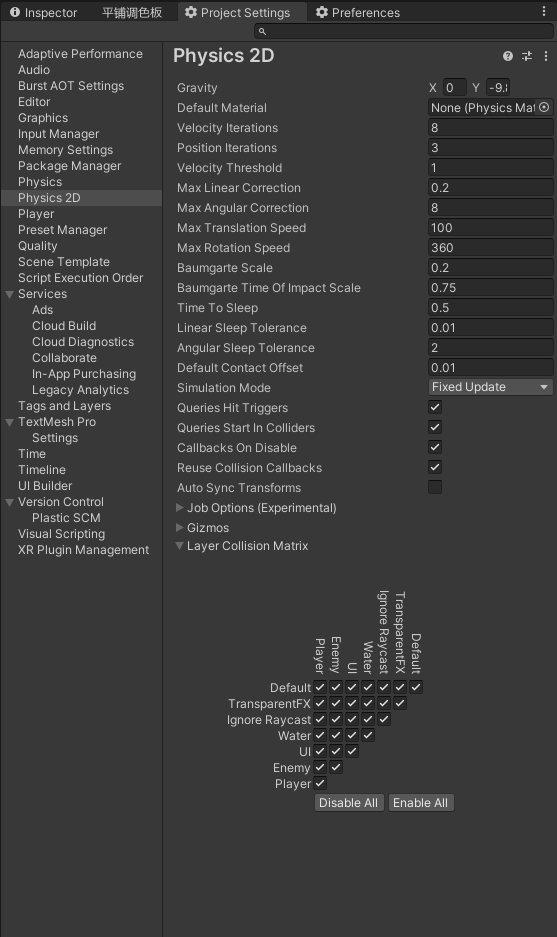 Inspector 平铺调色板 Project Settings Preferences
Physics 2D
Adaptive Performance
Audio
Burst AOT Settings
Editor
Graphics
Input Manager
Memory Settings
Package Manager
Physics
Physics 2D
Player
Preset Manager
Quality
Scene Template
Script Execution Order
Services
Ads
Cloud Build
Cloud Diagnostics
Collaborate
In-App Purchasing
Legacy Analytics
Tags and Layers
TextMesh Pro
Settings
Time
Timeline
UI Builder
Version Control
Plastic SCM
Visual Scripting
XR Plugin Management
Gravity X 0 Y -9.8
Default Material None (Physics Mat
Velocity Iterations 8
Position Iterations 3
Velocity Threshold 1
Max Linear Correction 0.2
Max Angular Correction 8
Max Translation Speed 100
Max Rotation Speed 360
Baumgarte Scale 0.2
Baumgarte Time Of Impact Scale 0.75
Time To Sleep 0.5
Linear Sleep Tolerance 0.01
Angular Sleep Tolerance 2
Default Contact Offset 0.01
Simulation Mode Fixed Update
Queries Hit Triggers
Queries Start In Colliders
Callbacks On Disable
Reuse Collision Callbacks
Auto Sync Transforms
Job Options (Experimental)
Gizmos
Layer Collision Matrix
Player
Enemy
UI
Water
Ignore Raycast
TransparentFX
Default
Default
TransparentFX
Ignore Raycast
Water
UI
Enemy
Player
Disable All Enable All